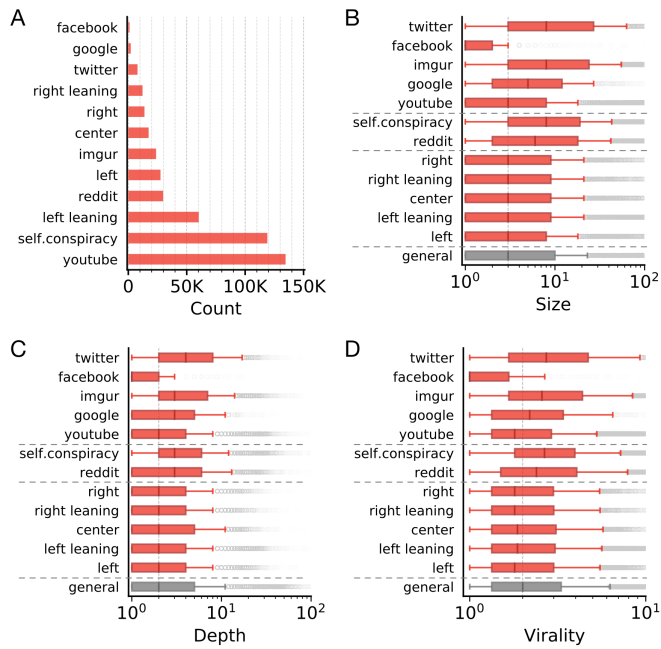 A
facebook
google
twitter
right leaning
right
center
imgur
left
reddit
left leaning
self.conspiracy
youtube
0 50K 100K 150K
Count
B
twitter
facebook
imgur
google
youtube
self.conspiracy
reddit
right
right leaning
center
left leaning
left
general
10^0 10^1 10^2
Size
C
twitter
facebook
imgur
google
youtube
self.conspiracy
reddit
right
right leaning
center
left leaning
left
general
10^0 10^1 10^2
Depth
D
twitter
facebook
imgur
google
youtube
self.conspiracy
reddit
right
right leaning
center
left leaning
left
general
10^0 10^1
Virality